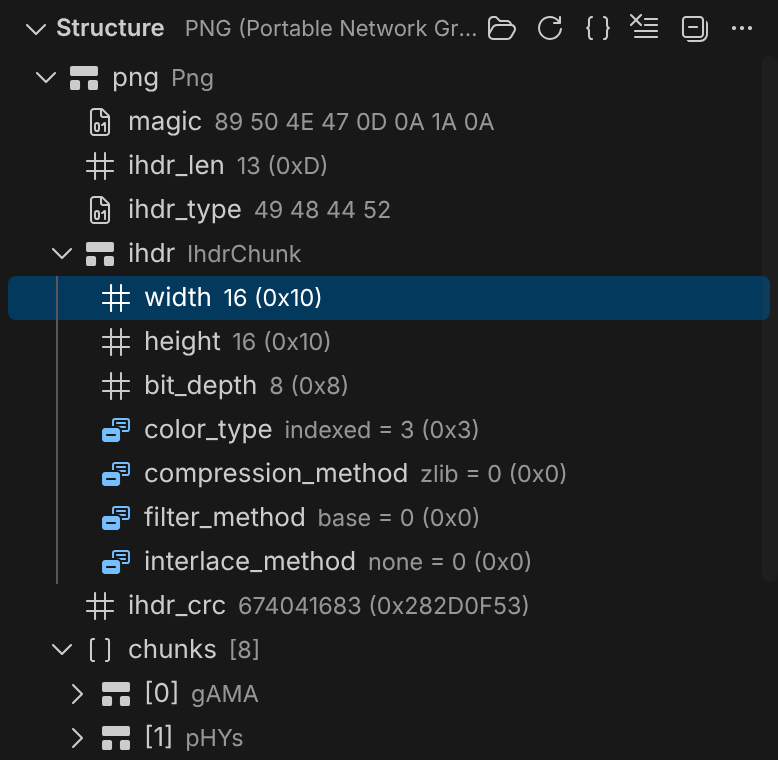 Structure PNG (Portable Network Gr...
png Png
magic 89 50 4E 47 0D 0A 1A 0A
ihdr_len 13 (0xD)
ihdr_type 49 48 44 52
ihdr IhdrChunk
width 16 (0x10)
height 16 (0x10)
bit_depth 8 (0x8)
color_type indexed = 3 (0x3)
compression_method zlib = 0 (0x0)
filter_method base = 0 (0x0)
interlace_method none = 0 (0x0)
ihdr_crc 674041683 (0x282D0F53)
chunks [8]
[0] gAMA
[1] pHYs